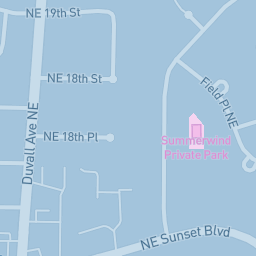 NE 19th St
NE 18th St
Field Pl NE
Duvall Ave NE
NE 18th Pl
Summerwind
Private Park
NE Sunset Blvd